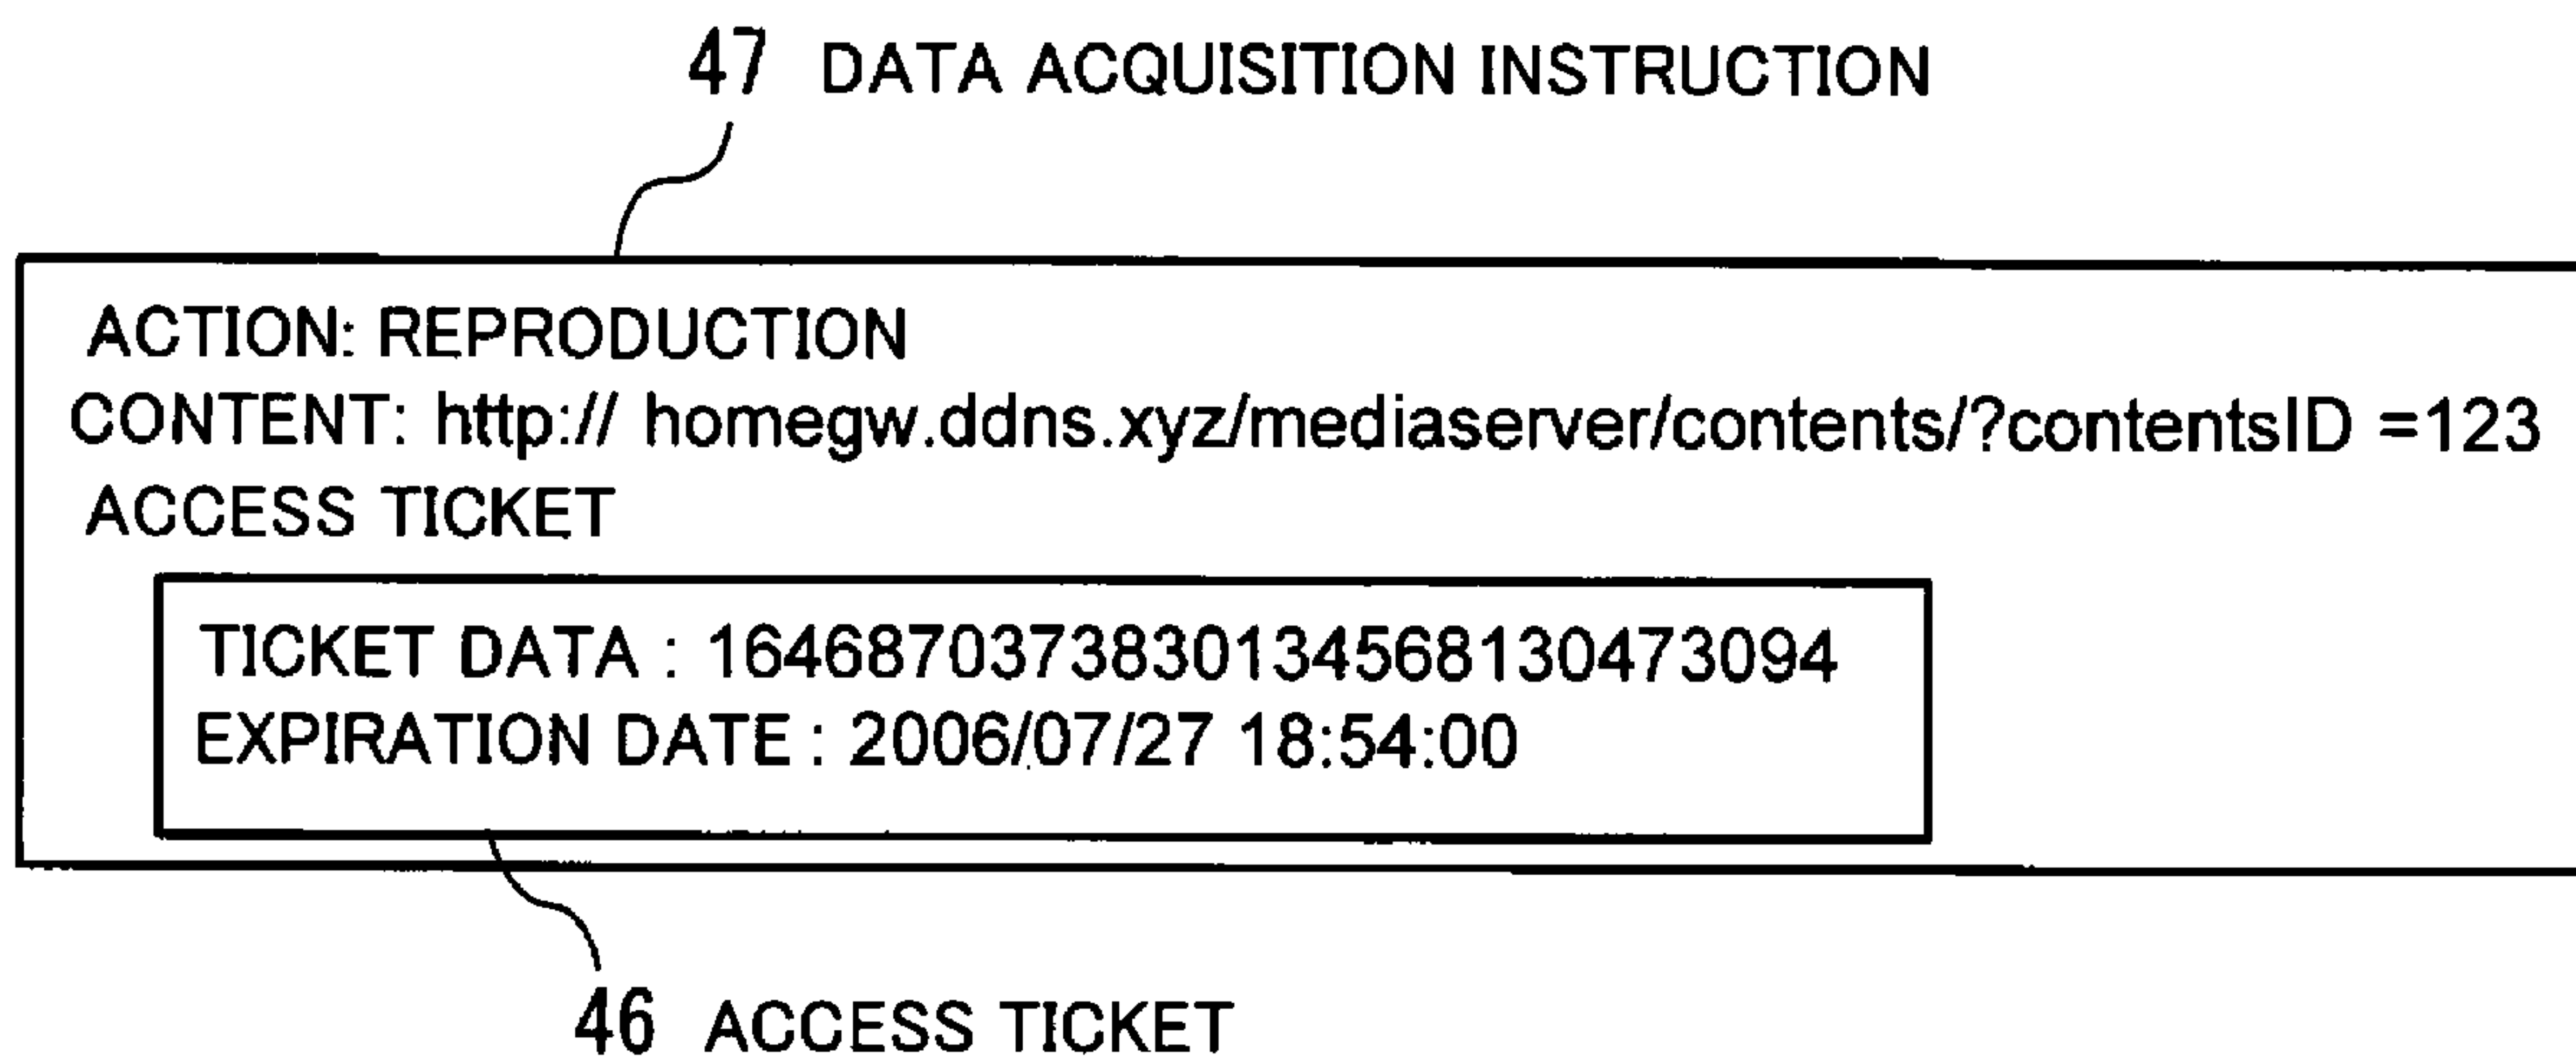 47 DATA ACQUISITION INSTRUCTION
ACTION: REPRODUCTION
CONTENT: http:// homegw.ddns.xyz/mediaserver/contents/?contentsID =123
ACCESS TICKET
TICKET DATA : 1646870373830134568130473094
EXPIRATION DATE : 2006/07/27 18:54:00
46 ACCESS TICKET